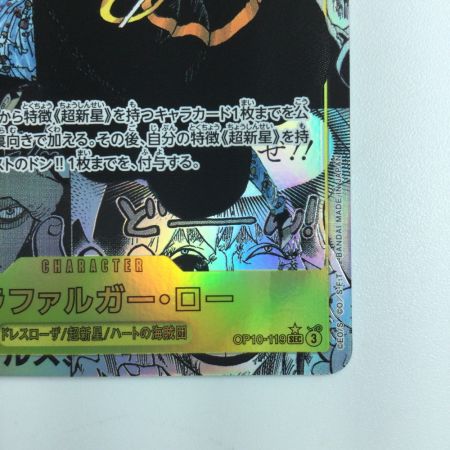 から特徴《超新星》を持つキャラカード1枚までを公
向きで加える。その後、自分の特徴《超新星》を持
ストのドン!!1枚までを、付与する。
せ!!
どーーん!
CHARACTER
ファルガー・ロー
ドレスローザ/超新星/ハートの海賊団
OP10-119 SEC 3
©E.O./S. ©O./S.,F.,T. ©BANDAI MADE IN JAPAN